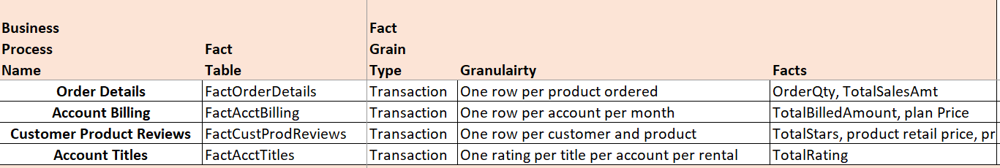 Business Process Name Fact Table Fact Grain Type Granulairty Facts
Order Details FactOrderDetails Transaction One row per product ordered OrderQty, TotalSalesAmt
Account Billing FactAcctBilling Transaction One row per account per month TotalBilledAmount, plan Price
Customer Product Reviews FactCustProdReviews Transaction One row per customer and product TotalStars, product retail price, pr
Account Titles FactAcctTitles Transaction One rating per title per account per rental TotalRating